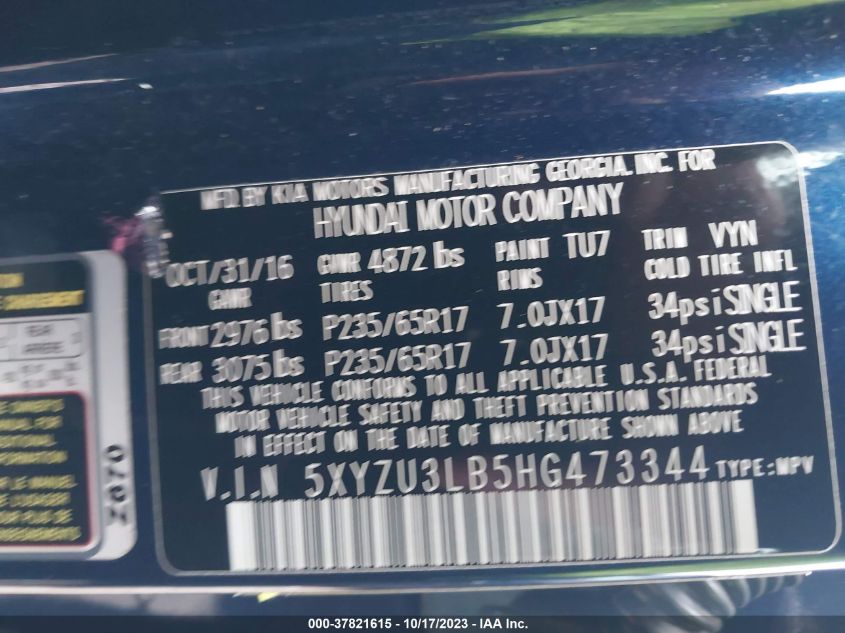 MFD BY KIA MOTORS MANUFACTURING GEORGIA, INC. FOR
HYUNDAI MOTOR COMPANY
OCT/31/16 GVWR 4872 lbs PAINT TU7 TRIM VYN
GAWR TIRES RIMS COLD TIRE INFL
FRONT 2976 lbs P235/65R17 7.0JX17 34psi SINGLE
REAR 3075 lbs P235/65R17 7.0JX17 34psi SINGLE
THIS VEHICLE CONFORMS TO ALL APPLICABLE U.S.A. FEDERAL
MOTOR VEHICLE SAFETY AND THEFT PREVENTION STANDARDS
IN EFFECT ON THE DATE OF MANUFACTURE SHOWN ABOVE
V.I.N 5XYZU3LB5HG473344 TYPE:MPV
REAR
ARRIERE
2070
000-37821615 - 10/17/2023 - IAA Inc.